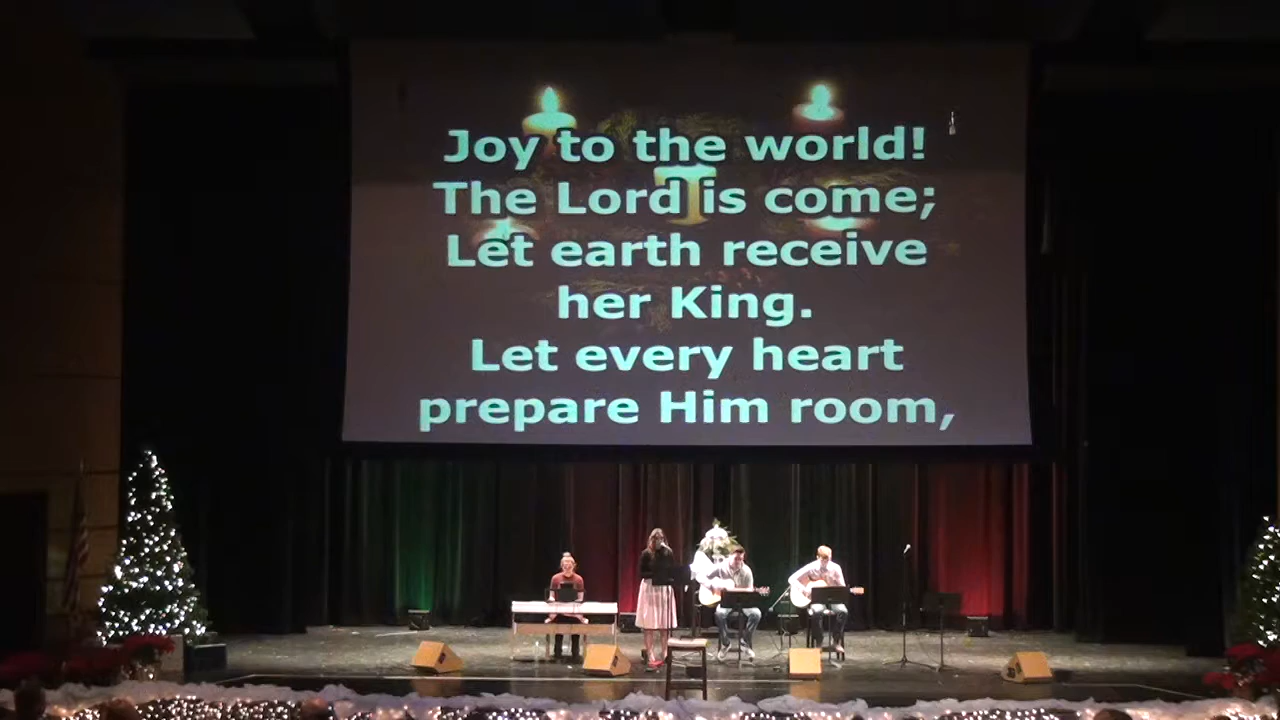 Joy to the world!
The Lord is come;
Let earth receive
her King.
Let every heart
prepare Him room,